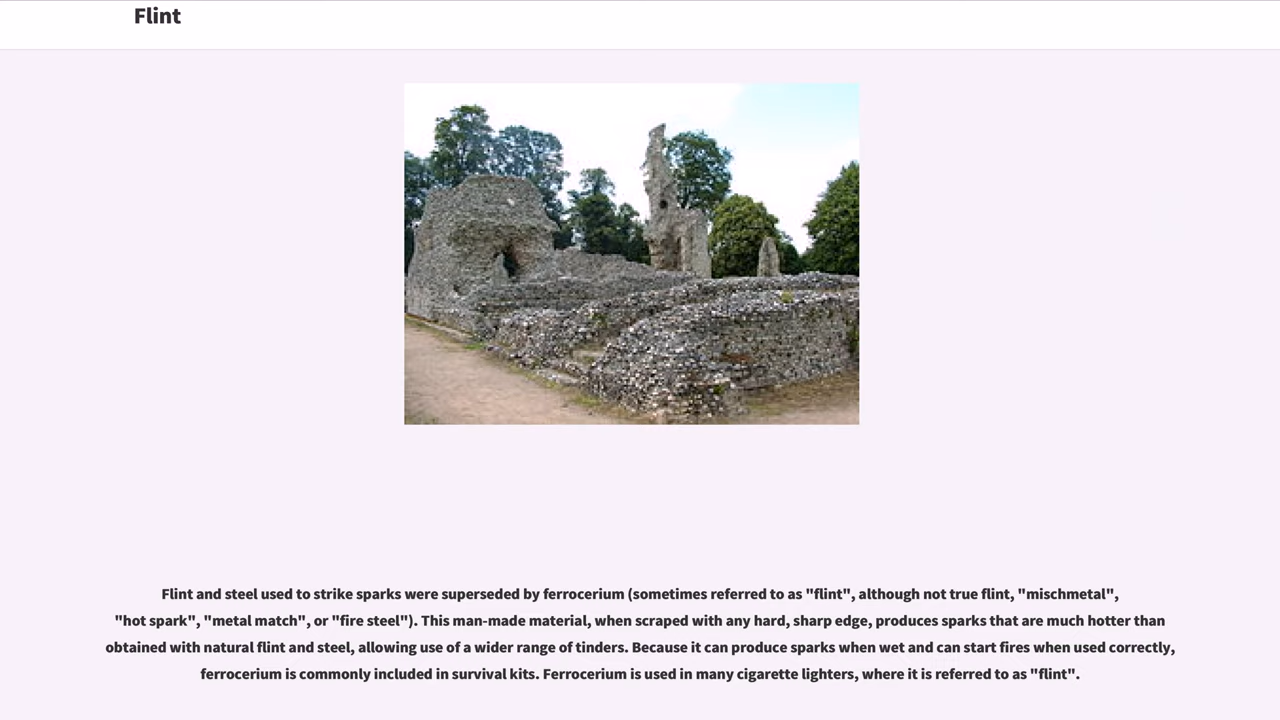 Flint
Flint and steel used to strike sparks were superseded by ferrocerium (sometimes referred to as "flint", although not true flint, "mischmetal",
"hot spark", "metal match", or "fire steel"). This man-made material, when scraped with any hard, sharp edge, produces sparks that are much hotter than
obtained with natural flint and steel, allowing use of a wider range of tinders. Because it can produce sparks when wet and can start fires when used correctly,
ferrocerium is commonly included in survival kits. Ferrocerium is used in many cigarette lighters, where it is referred to as "flint".